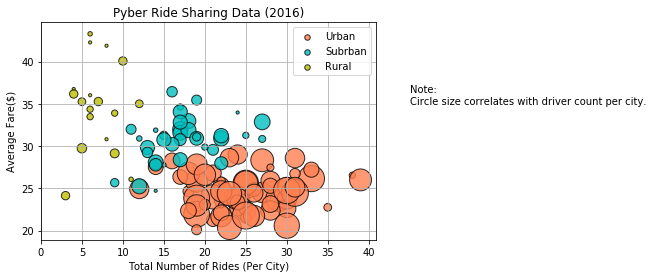 Pyber Ride Sharing Data (2016)
Urban
Subrban
Rural
Note:
Circle size correlates with driver count per city.
Average Fare($)
40
35
30
25
20
0
5
10
15
20
25
30
35
40
Total Number of Rides (Per City)